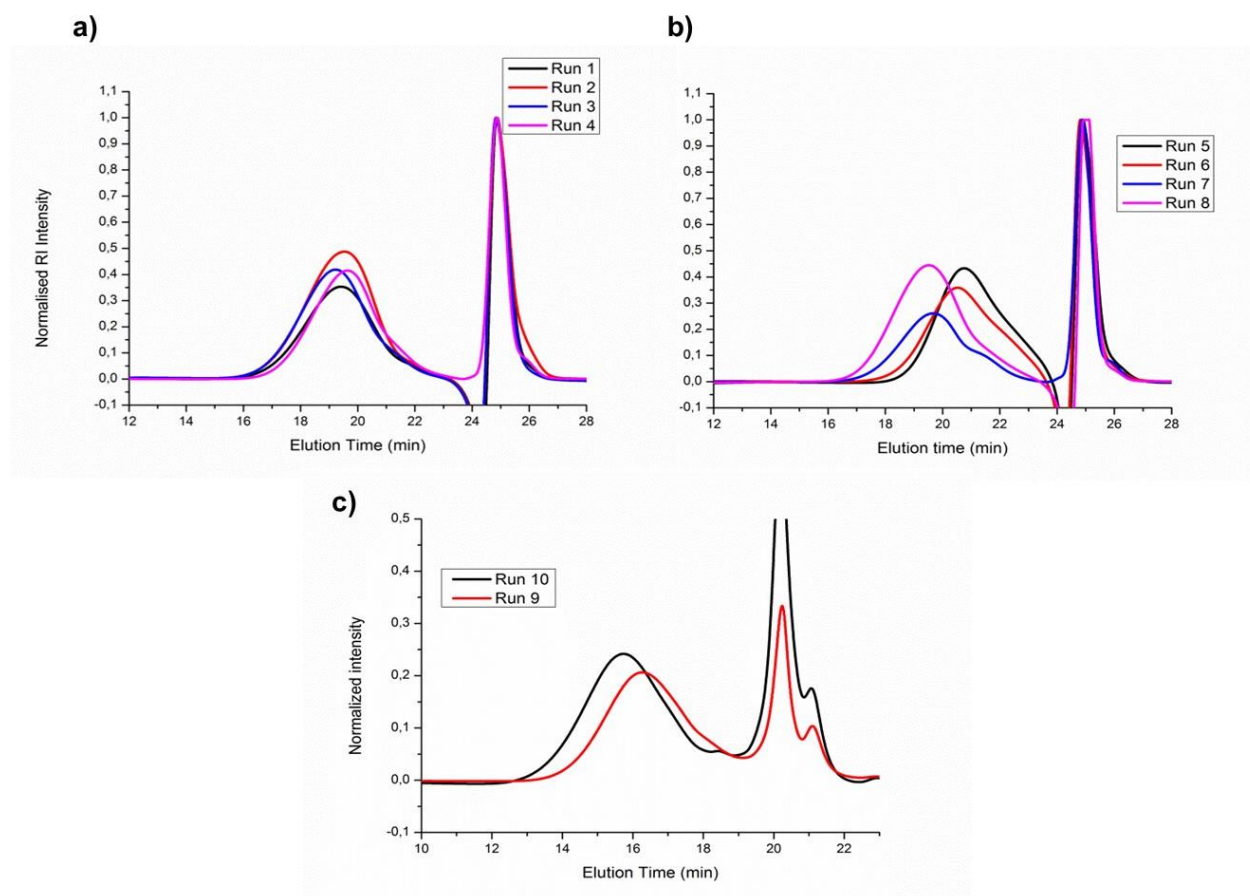 a)
Run 1
Run 2
Run 3
Run 4
1,1
1,0
0,9
0,8
0,7
0,6
0,5
0,4
0,3
0,2
0,1
0,0
-0,1
12 14 16 18 20 22 24 26 28
Normalised RI Intensity
Elution Time (min)
b)
Run 5
Run 6
Run 7
Run 8
1,1
1,0
0,9
0,8
0,7
0,6
0,5
0,4
0,3
0,2
0,1
0,0
-0,1
12 14 16 18 20 22 24 26 28
Elution time (min)
c)
Run 10
Run 9
0,5
0,4
0,3
0,2
0,1
0,0
-0,1
10 12 14 16 18 20 22
Normalized intensity
Elution Time (min)